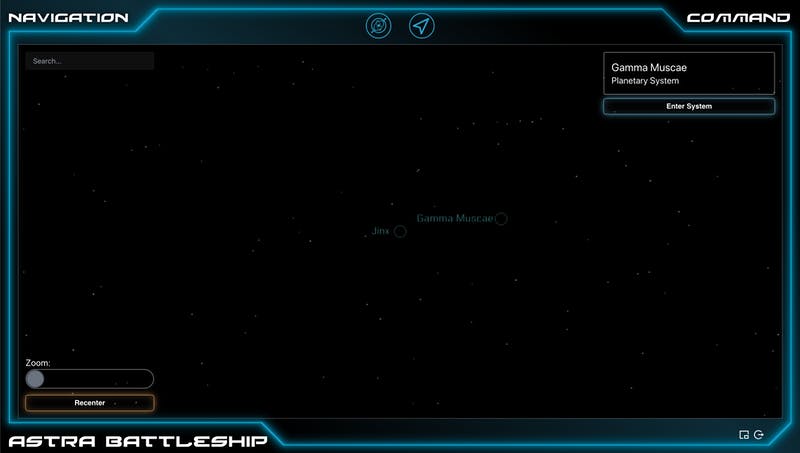 NAVIGATION
COMMAND
Search...
Gamma Muscae
Planetary System
Enter System
Gamma Muscae
Jinx
Zoom:
Recenter
ASTRA BATTLESHIP